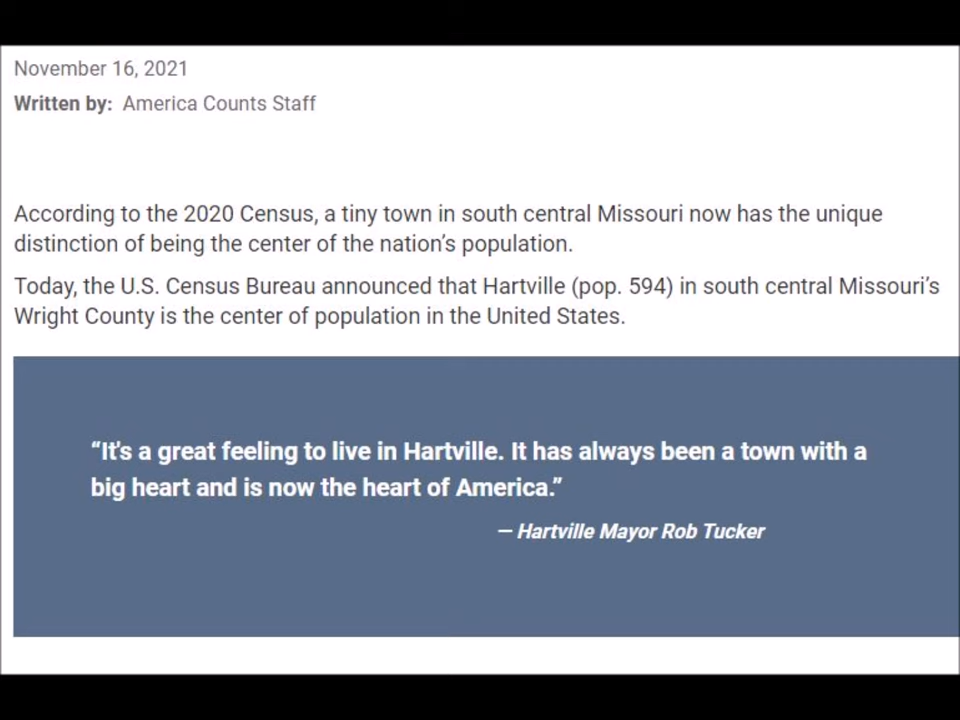 November 16, 2021
Written by: America Counts Staff
According to the 2020 Census, a tiny town in south central Missouri now has the unique
distinction of being the center of the nation’s population.
Today, the U.S. Census Bureau announced that Hartville (pop. 594) in south central Missouri’s
Wright County is the center of population in the United States.
“It's a great feeling to live in Hartville. It has always been a town with a
big heart and is now the heart of America.”
— Hartville Mayor Rob Tucker